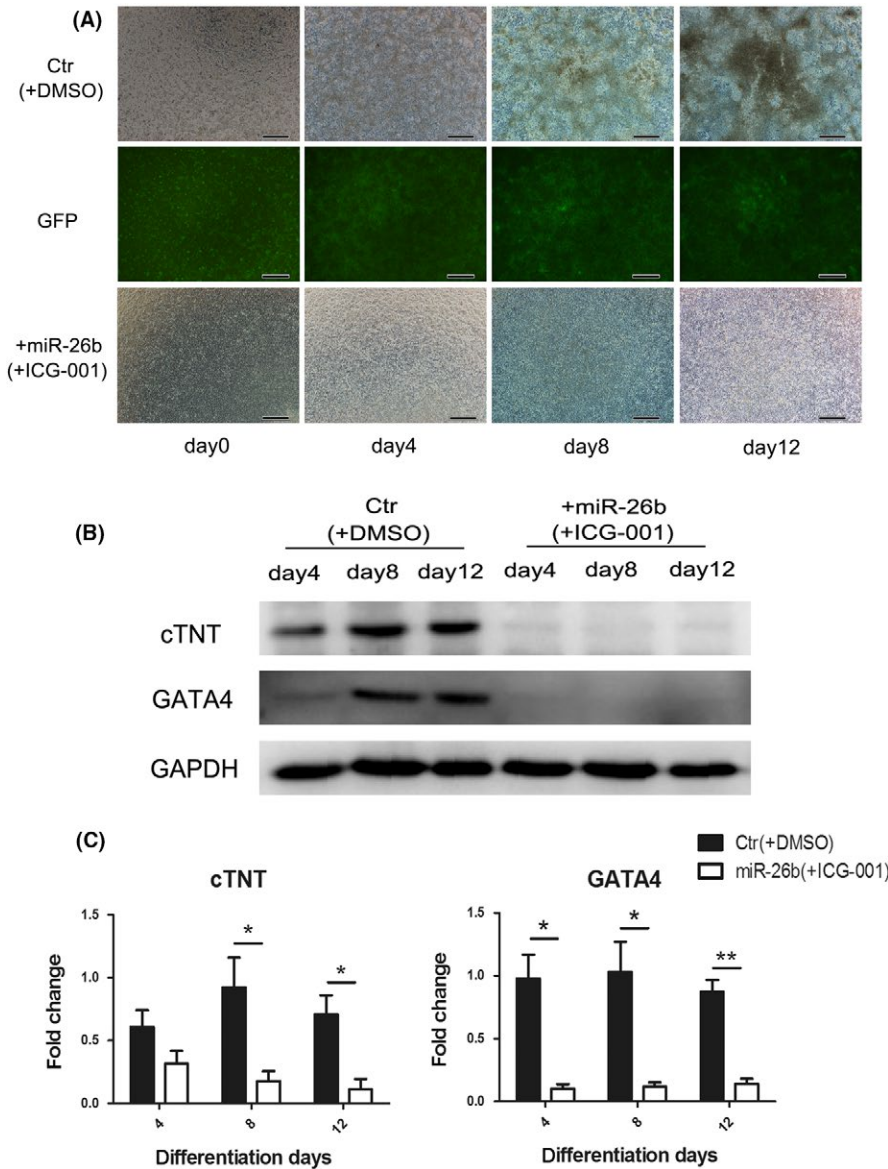 (A)
Ctr
(+DMSO)
GFP
+miR-26b
(+ICG-001)
day0 day4 day8 day12
(B)
Ctr
(+DMSO)
+miR-26b
(+ICG-001)
day4 day8 day12 day4 day8 day12
cTNT
GATA4
GAPDH
(C)
Ctr(+DMSO)
miR-26b(+ICG-001)
cTNT
Fold change
1.5
1.0
0.5
0.0
*
*
4 8 12
Differentiation days
GATA4
Fold change
1.5
1.0
0.5
0.0
*
*
**
4 8 12
Differentiation days